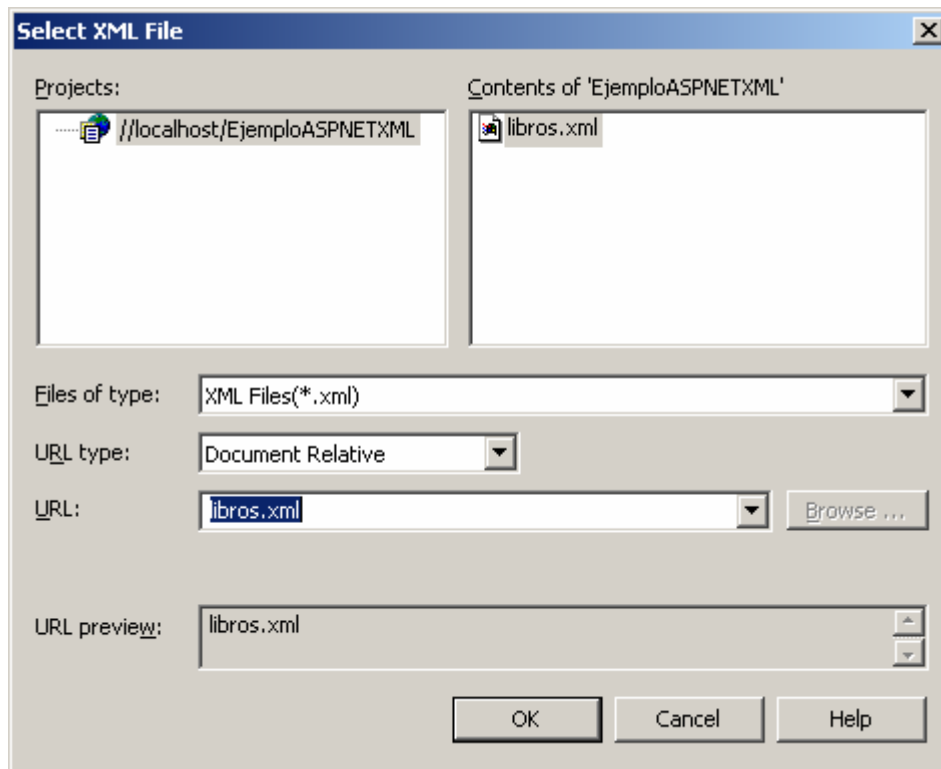 Select XML File
Projects:
Contents of 'EjemploASPNETXML'
//localhost/EjemploASPNETXML
libros.xml
Files of type:
XML Files(*.xml)
URL type:
Document Relative
URL:
libros.xml
Browse ...
URL preview:
libros.xml
OK
Cancel
Help